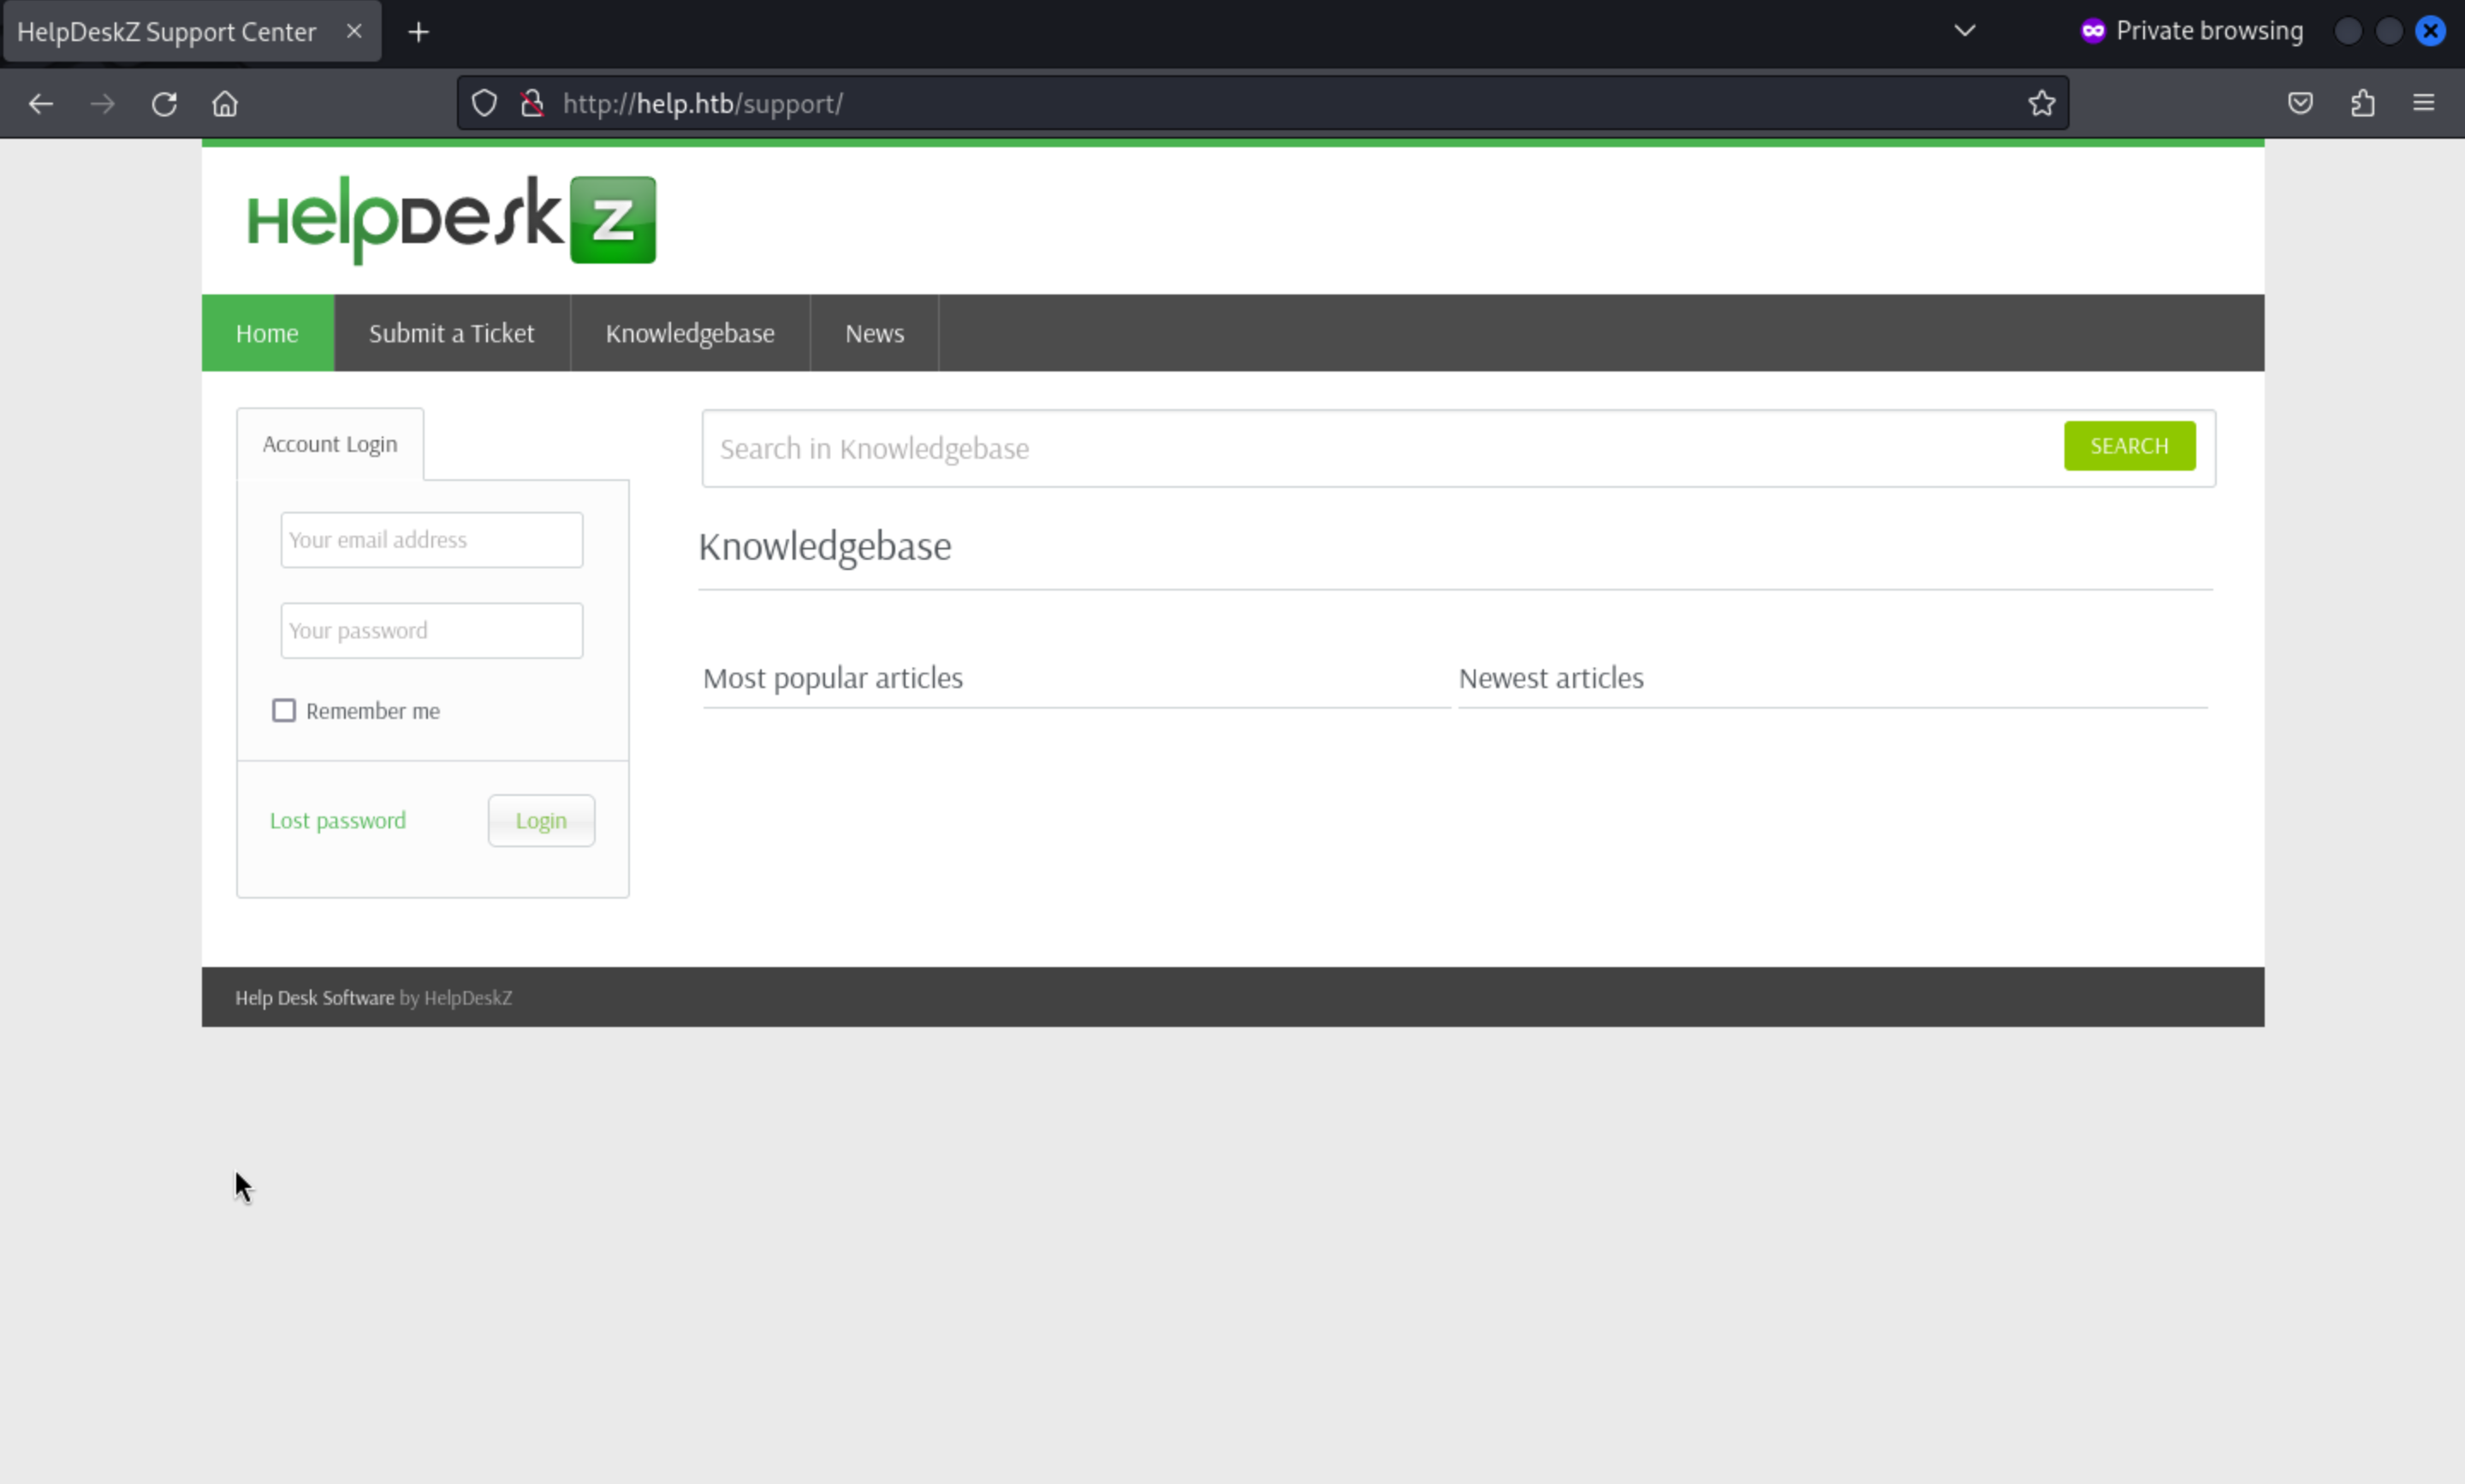 HelpDeskZ Support Center
Private browsing
http://help.htb/support/
HelpDesk Z
Home Submit a Ticket Knowledgebase News
Account Login
Your email address
Your password
Remember me
Lost password Login
Search in Knowledgebase SEARCH
Knowledgebase
Most popular articles Newest articles
Help Desk Software by HelpDeskZ